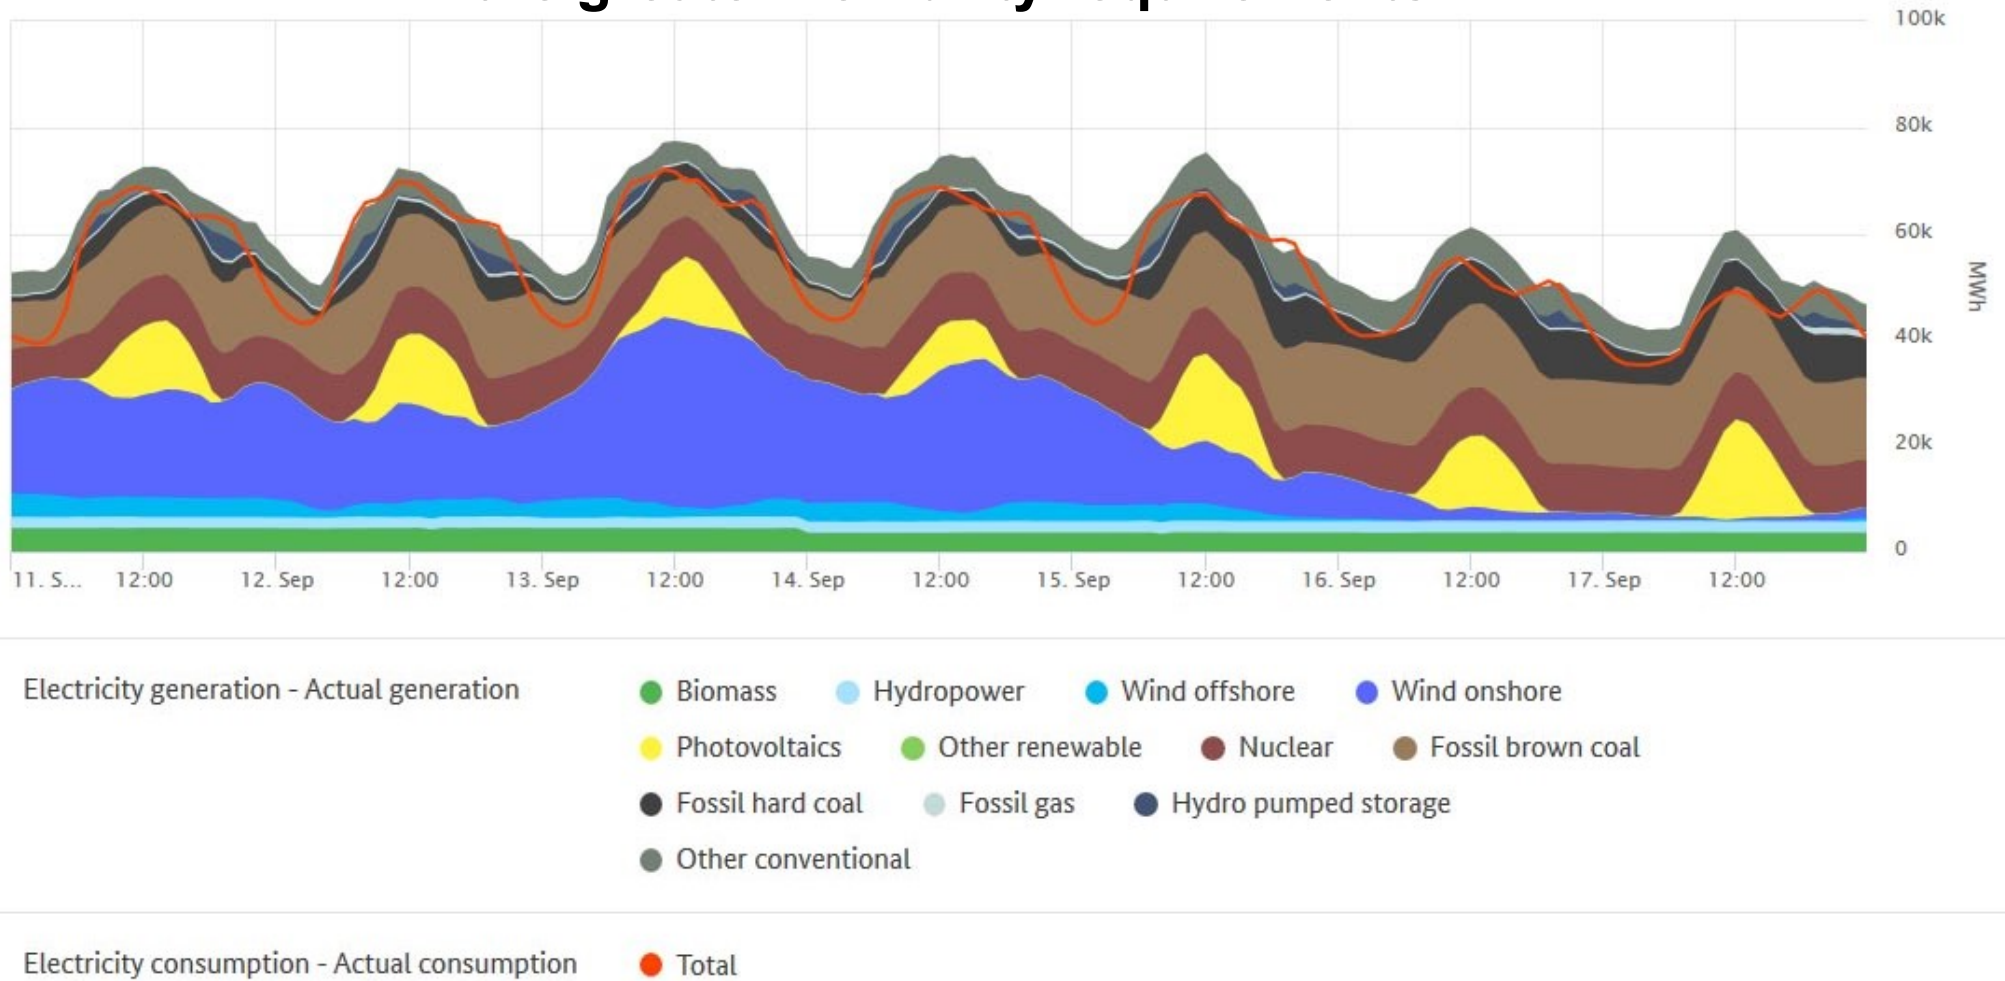 100k
80k
60k
40k
20k
0
MWh
11. S... 12:00 12. Sep 12:00 13. Sep 12:00 14. Sep 12:00 15. Sep 12:00 16. Sep 12:00 17. Sep 12:00
Electricity generation - Actual generation
Biomass Hydropower Wind offshore Wind onshore
Photovoltaics Other renewable Nuclear Fossil brown coal
Fossil hard coal Fossil gas Hydro pumped storage
Other conventional
Electricity consumption - Actual consumption Total